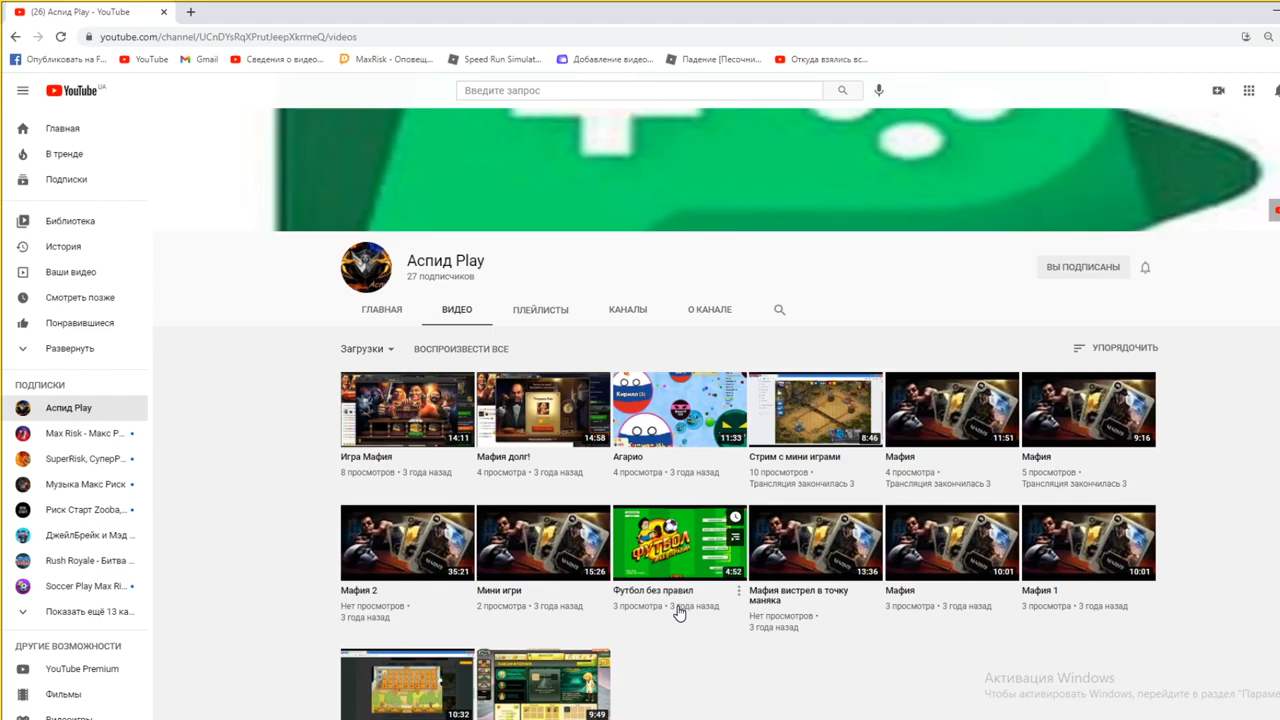 (26) Аспид Play - YouTube
youtube.com/channel/UCnDYsRqXPrutJeepXkrrneQ/videos
Опубликовать на F...
YouTube
Gmail
Сведения о видео...
MaxRisk - Оповещ...
Speed Run Simulat...
Добавление видео...
Падение [Песочни...
Откуда взялись вс...
YouTube UA
Введите запрос
Главная
В тренде
Подписки
Библиотека
История
Ваши видео
Смотреть позже
Понравившиеся
Развернуть
ПОДПИСКИ
Аспид Play
Max Risk - Макс Р...
SuperRisk, СуперР...
Музыка Макс Риск
Риск Старт Zooba,...
ДжейлБрейк и Мэд ...
Rush Royale - Битва ...
Soccer Play Max Ri...
Показать ещё 13 ка...
ДРУГИЕ ВОЗМОЖНОСТИ
YouTube Premium
Фильмы
Видеоигры
Аспид Play
27 подписчиков
ВЫ ПОДПИСАНЫ
ГЛАВНАЯ
ВИДЕО
ПЛЕЙЛИСТЫ
КАНАЛЫ
О КАНАЛЕ
Загрузки
ВОСПРОИЗВЕСТИ ВСЕ
УПОРЯДОЧИТЬ
14:11
14:58
Кирилл
11:33
8:46
11:51
9:16
Игра Мафия
8 просмотров • 3 года назад
Мафия долг!
4 просмотра • 3 года назад
Агарио
4 просмотра • 3 года назад
Стрим с мини играми
10 просмотров •
Трансляция закончилась 3
Мафия
4 просмотра •
Трансляция закончилась 3
Мафия
5 просмотров •
Трансляция закончилась 3
35:21
15:26
ФУТБОЛ
БЕЗ ПРАВИЛ
4:52
13:36
10:01
10:01
Мафия 2
Нет просмотров •
3 года назад
Мини игры
2 просмотра • 3 года назад
Футбол без правил
3 просмотра • 3 года назад
Мафия вистрел в точку
маняка
Нет просмотров •
3 года назад
Мафия
3 просмотра • 3 года назад
Мафия 1
3 просмотра • 3 года назад
10:32
9:49
Активация Windows
Чтобы активировать Windows, перейдите в раздел "Параме